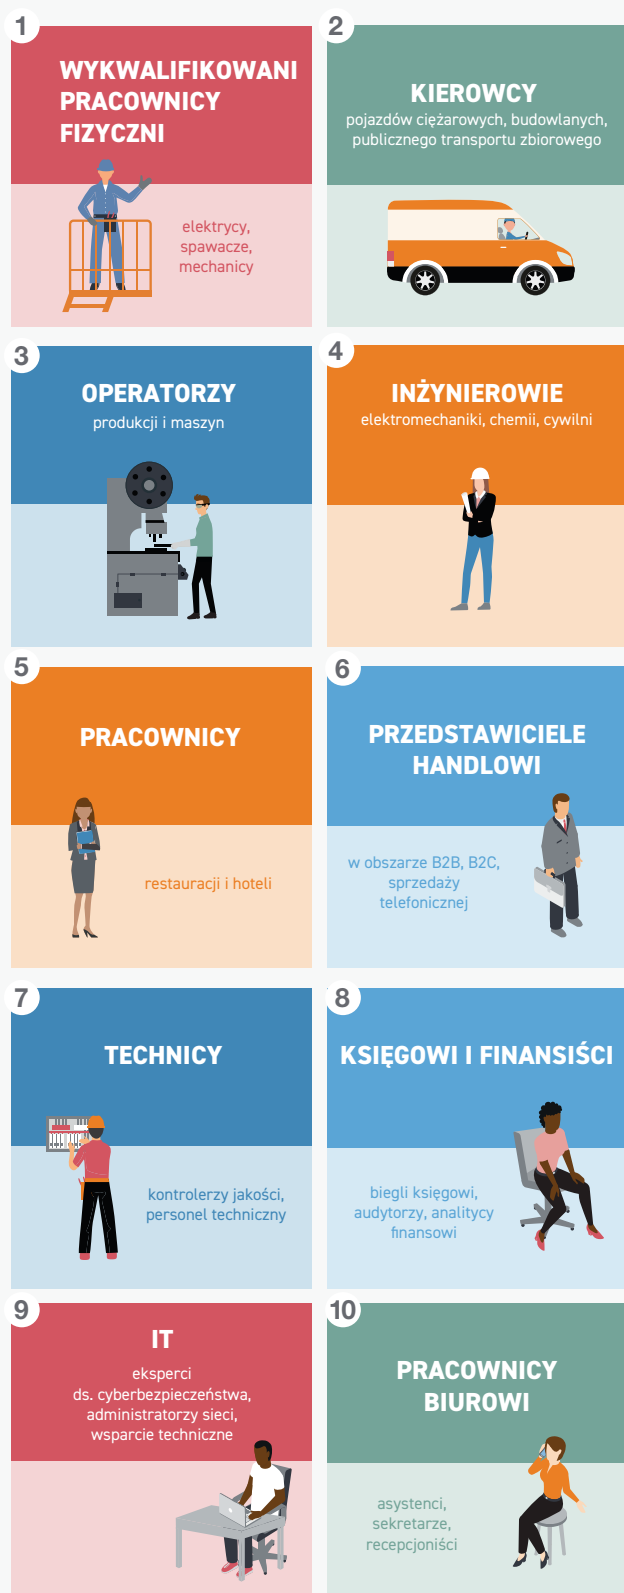 1
WYKWALIFIKOWANI
PRACOWNICY
FIZYCZNI
elektrycy,
spawacze,
mechanicy
2
KIEROWCY
pojazdów ciężarowych, budowlanych,
publicznego transportu zbiorowego
3
OPERATORZY
produkcji i maszyn
4
INŻYNIEROWIE
elektromechaniki, chemii, cywilni
5
PRACOWNICY
restauracji i hoteli
6
PRZEDSTAWICIELE
HANDLOWI
w obszarze B2B, B2C,
sprzedaży
telefonicznej
7
TECHNICY
kontrolerzy jakości,
personel techniczny
8
KSIĘGOWI I FINANSIŚCI
biegli księgowi,
audytorzy, analitycy
finansowi
9
IT
eksperci
ds. cyberbezpieczeństwa,
administratorzy sieci,
wsparcie techniczne
10
PRACOWNICY
BIUROWI
asystenci,
sekretarze,
recepcjoniści